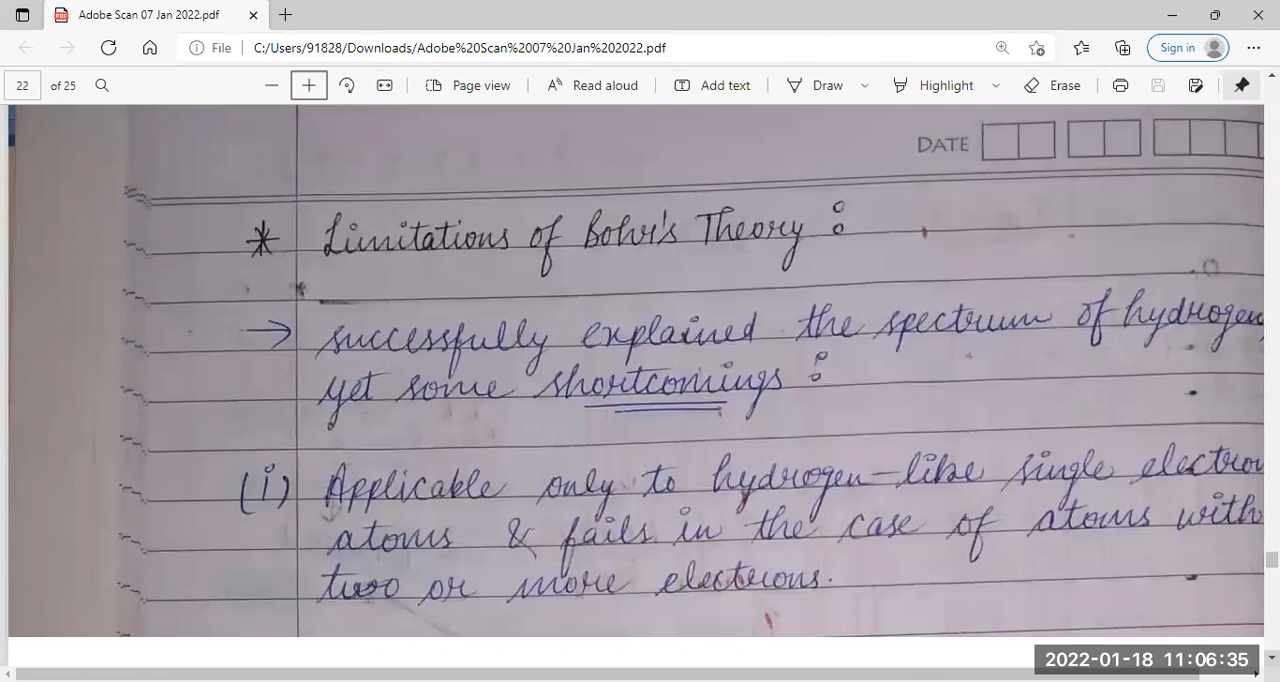 Adobe Scan 07 Jan 2022.pdf
File C:/Users/91828/Downloads/Adobe%20Scan%2007%20Jan%202022.pdf Sign in
22 of 25 Page view Read aloud Add text Draw Highlight Erase
DATE
* Limitations of Bohr's Theory :
→ successfully explained the spectrum of hydrogen,
yet some shortcomings :
(i) Applicable only to hydrogen-like single electron
atoms & fails in the case of atoms with
two or more electrons.
2022-01-18 11:06:35